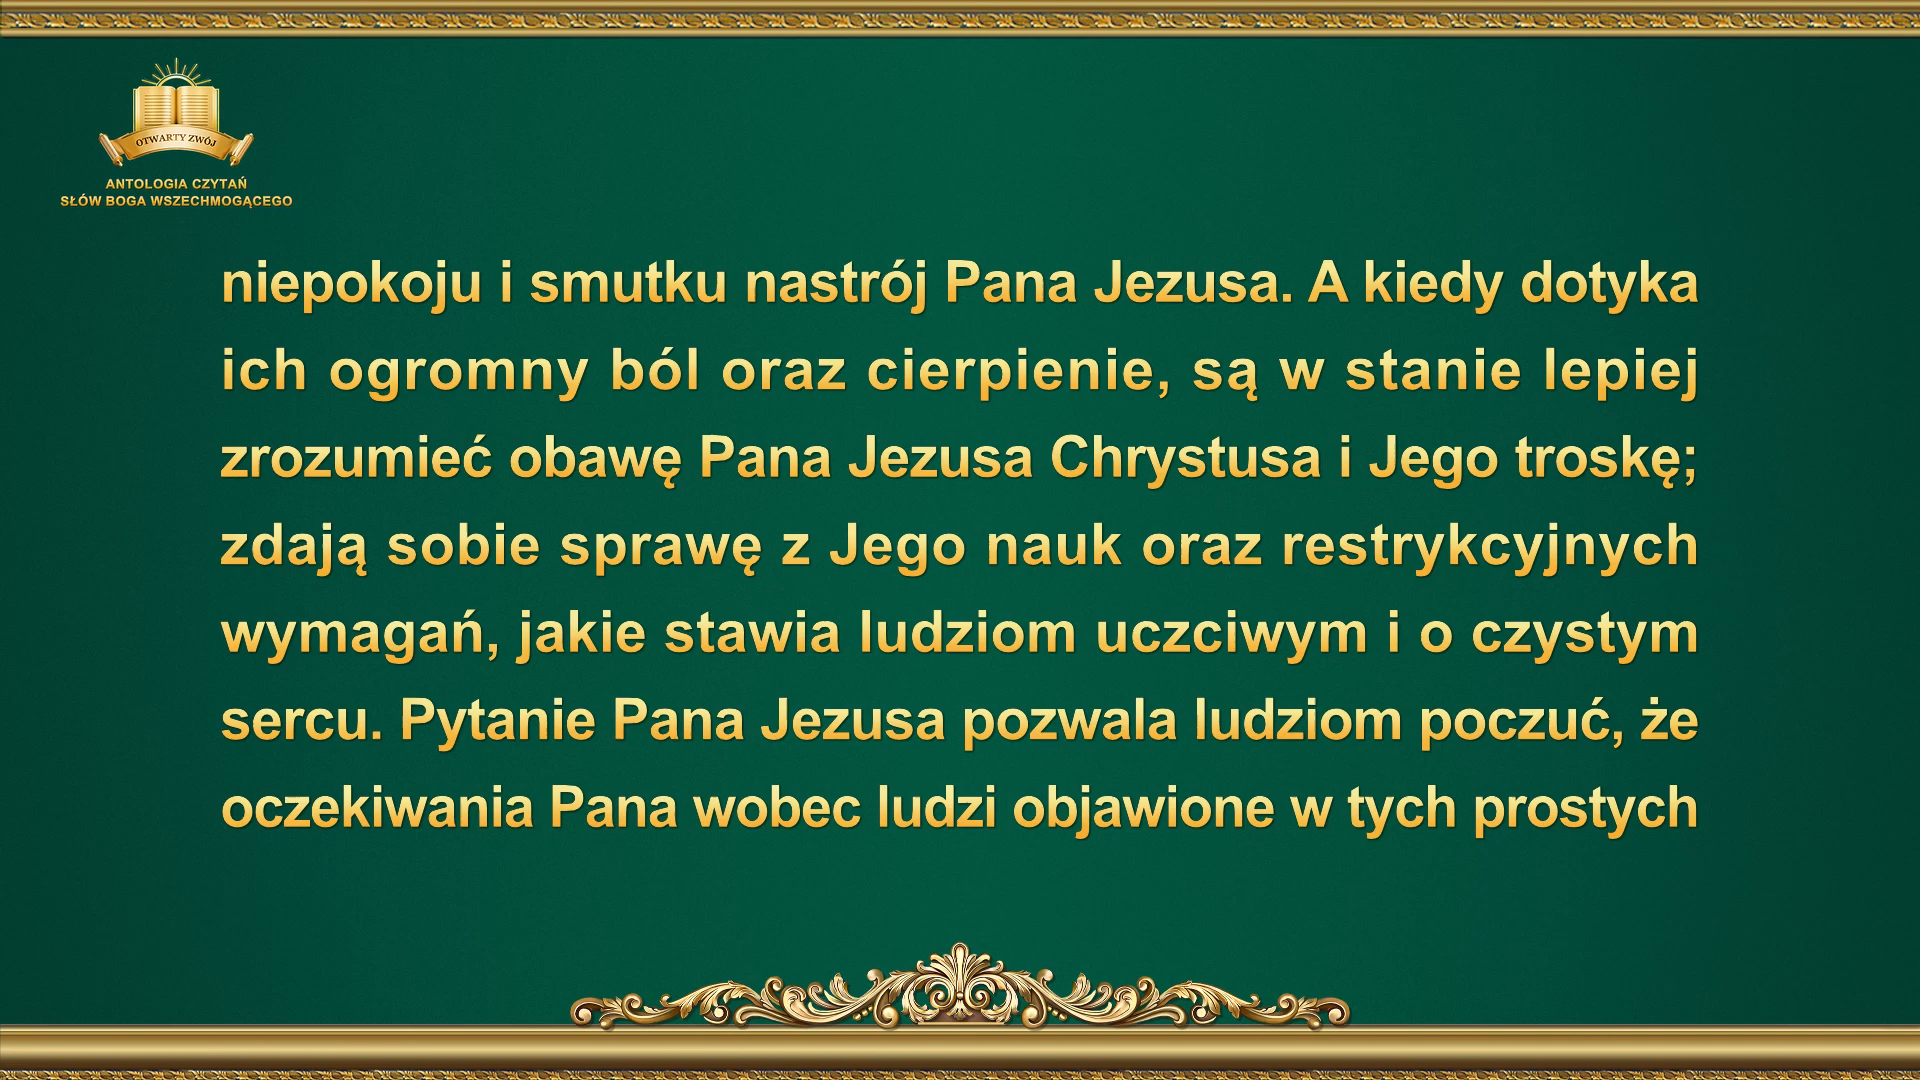 OTWARTY ZWÓJ
ANTOLOGIA CZYTAŃ
SŁÓW BOGA WSZECHMOGĄCEGO
niepokoju i smutku nastrój Pana Jezusa. A kiedy dotyka
ich ogromny ból oraz cierpienie, są w stanie lepiej
zrozumieć obawę Pana Jezusa Chrystusa i Jego troskę;
zdają sobie sprawę z Jego nauk oraz restrykcyjnych
wymagań, jakie stawia ludziom uczciwym i o czystym
sercu. Pytanie Pana Jezusa pozwala ludziom poczuć, że
oczekiwania Pana wobec ludzi objawione w tych prostych